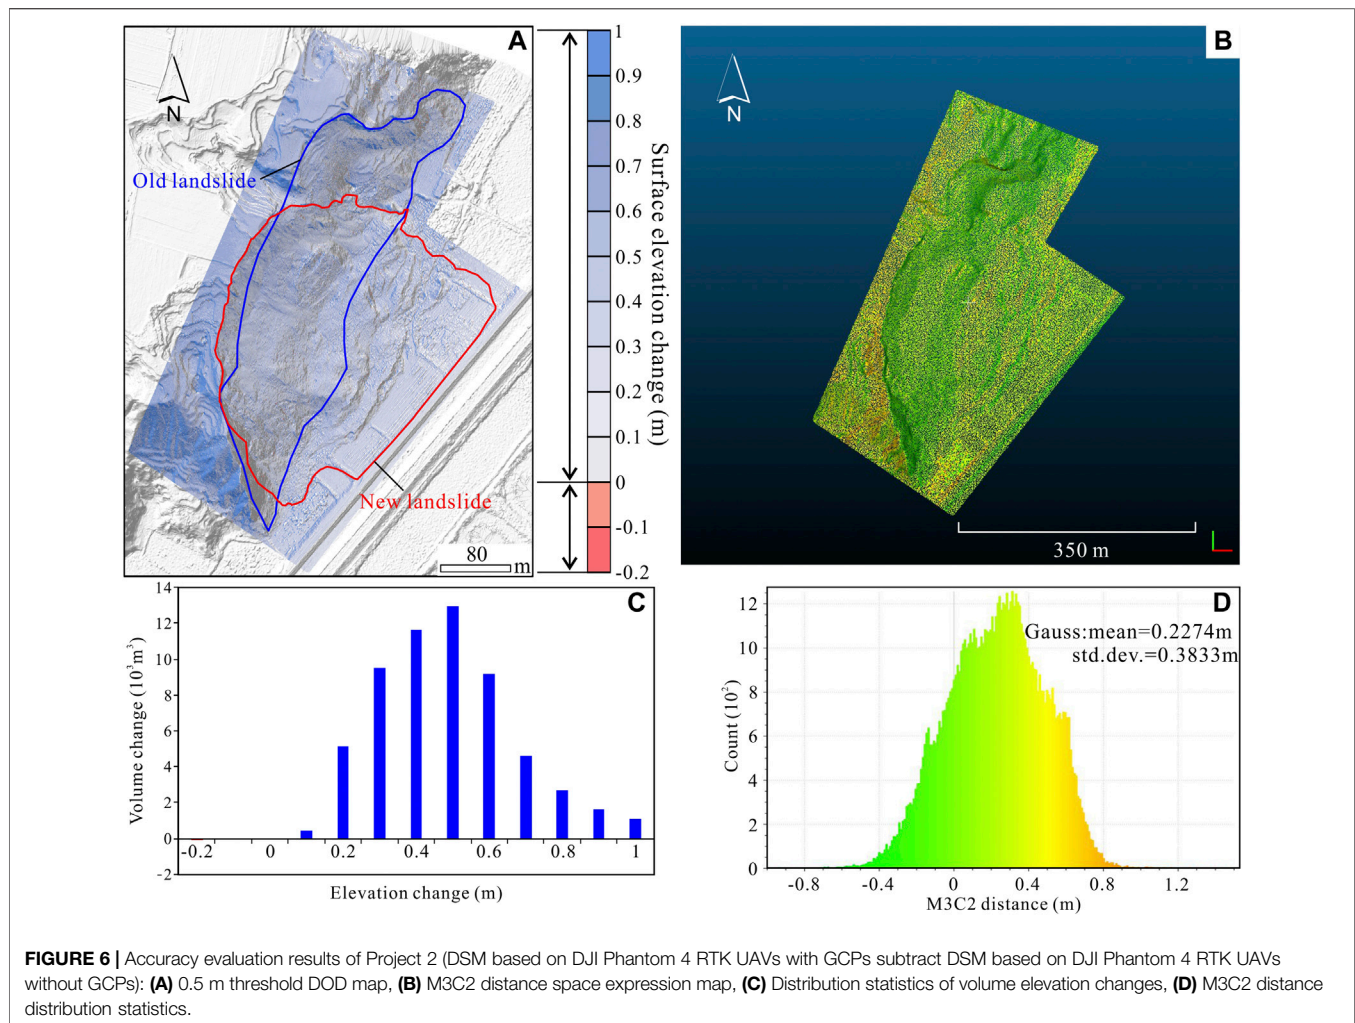 A
N
Old landslide
New landslide
80
m
1
0.9
0.8
0.7
0.6
0.5
0.4
0.3
0.2
0.1
0
-0.1
-0.2
Surface elevation change (m)
B
N
350 m
C
14
12
10
13
8
6
4
2
0
-2
Volume change (10³m³)
-0.2
0
0.2
0.4
0.6
0.8
1
Elevation change (m)
D
Gauss:mean=0.2274m
std.dev.=0.3833m
12
10
8
6
4
2
0
Count (10²)
-0.8
-0.4
0
0.4
0.8
1.2
M3C2 distance (m)
FIGURE 6 | Accuracy evaluation results of Project 2 (DSM based on DJI Phantom 4 RTK UAVs with GCPs subtract DSM based on DJI Phantom 4 RTK UAVs
without GCPs): (A) 0.5 m threshold DOD map, (B) M3C2 distance space expression map, (C) Distribution statistics of volume elevation changes, (D) M3C2 distance
distribution statistics.